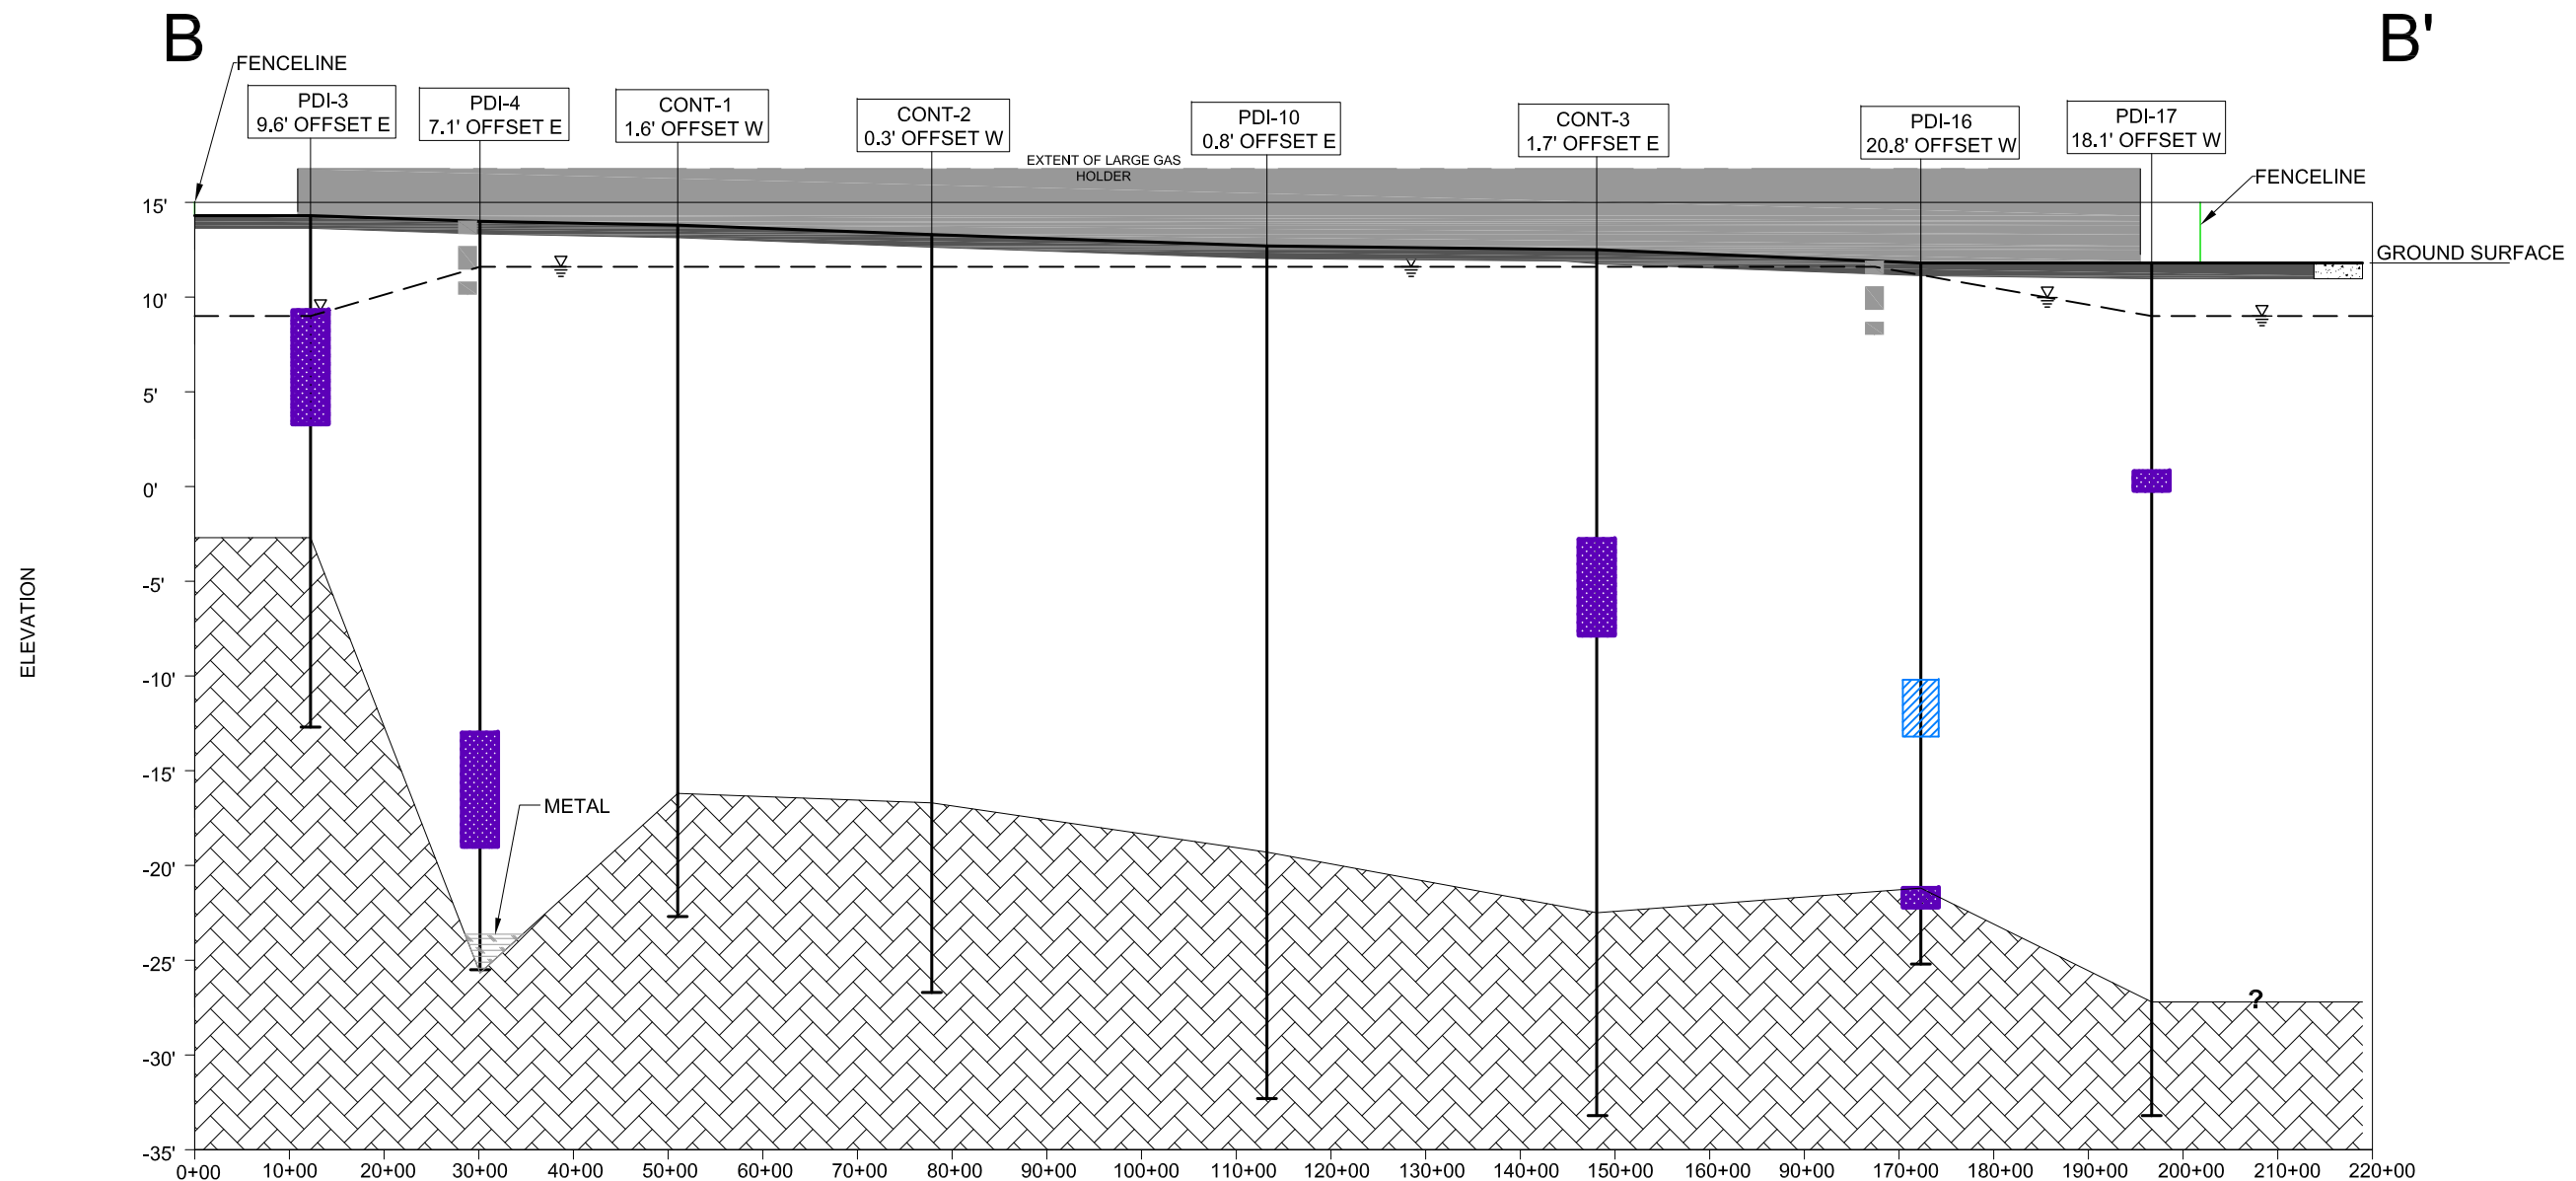 B
B'
FENCELINE
PDI-3
9.6' OFFSET E
PDI-4
7.1' OFFSET E
CONT-1
1.6' OFFSET W
CONT-2
0.3' OFFSET W
PDI-10
0.8' OFFSET E
CONT-3
1.7' OFFSET E
PDI-16
20.8' OFFSET W
PDI-17
18.1' OFFSET W
EXTENT OF LARGE GAS
HOLDER
FENCELINE
GROUND SURFACE
15'
10'
5'
0'
-5'
-10'
-15'
-20'
-25'
-30'
-35'
ELEVATION
METAL
?
0+00 10+00 20+00 30+00 40+00 50+00 60+00 70+00 80+00 90+00 100+00 110+00 120+00 130+00 140+00 150+00 160+00 90+00 170+00 180+00 190+00 200+00 210+00 220+00